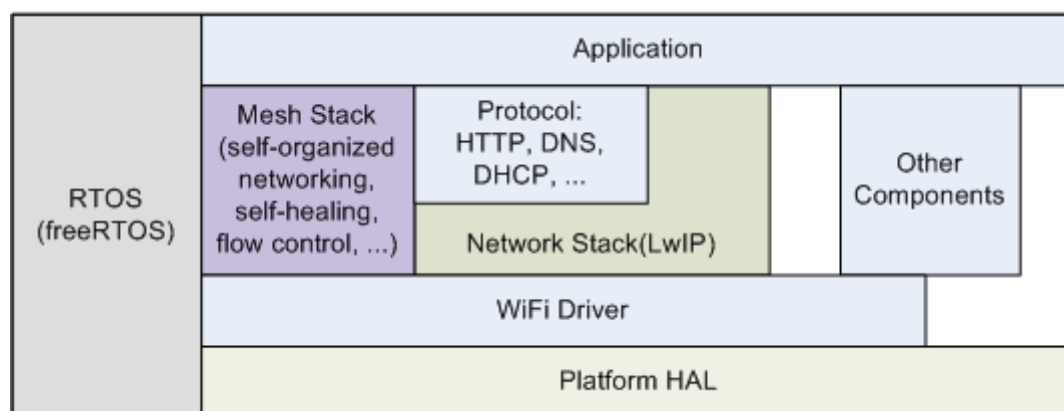 Application
RTOS
(freeRTOS)
Mesh Stack
(self-organized
networking,
self-healing,
flow control, ...)
Protocol:
HTTP, DNS,
DHCP, ...
Network Stack(LwIP)
Other
Components
WiFi Driver
Platform HAL